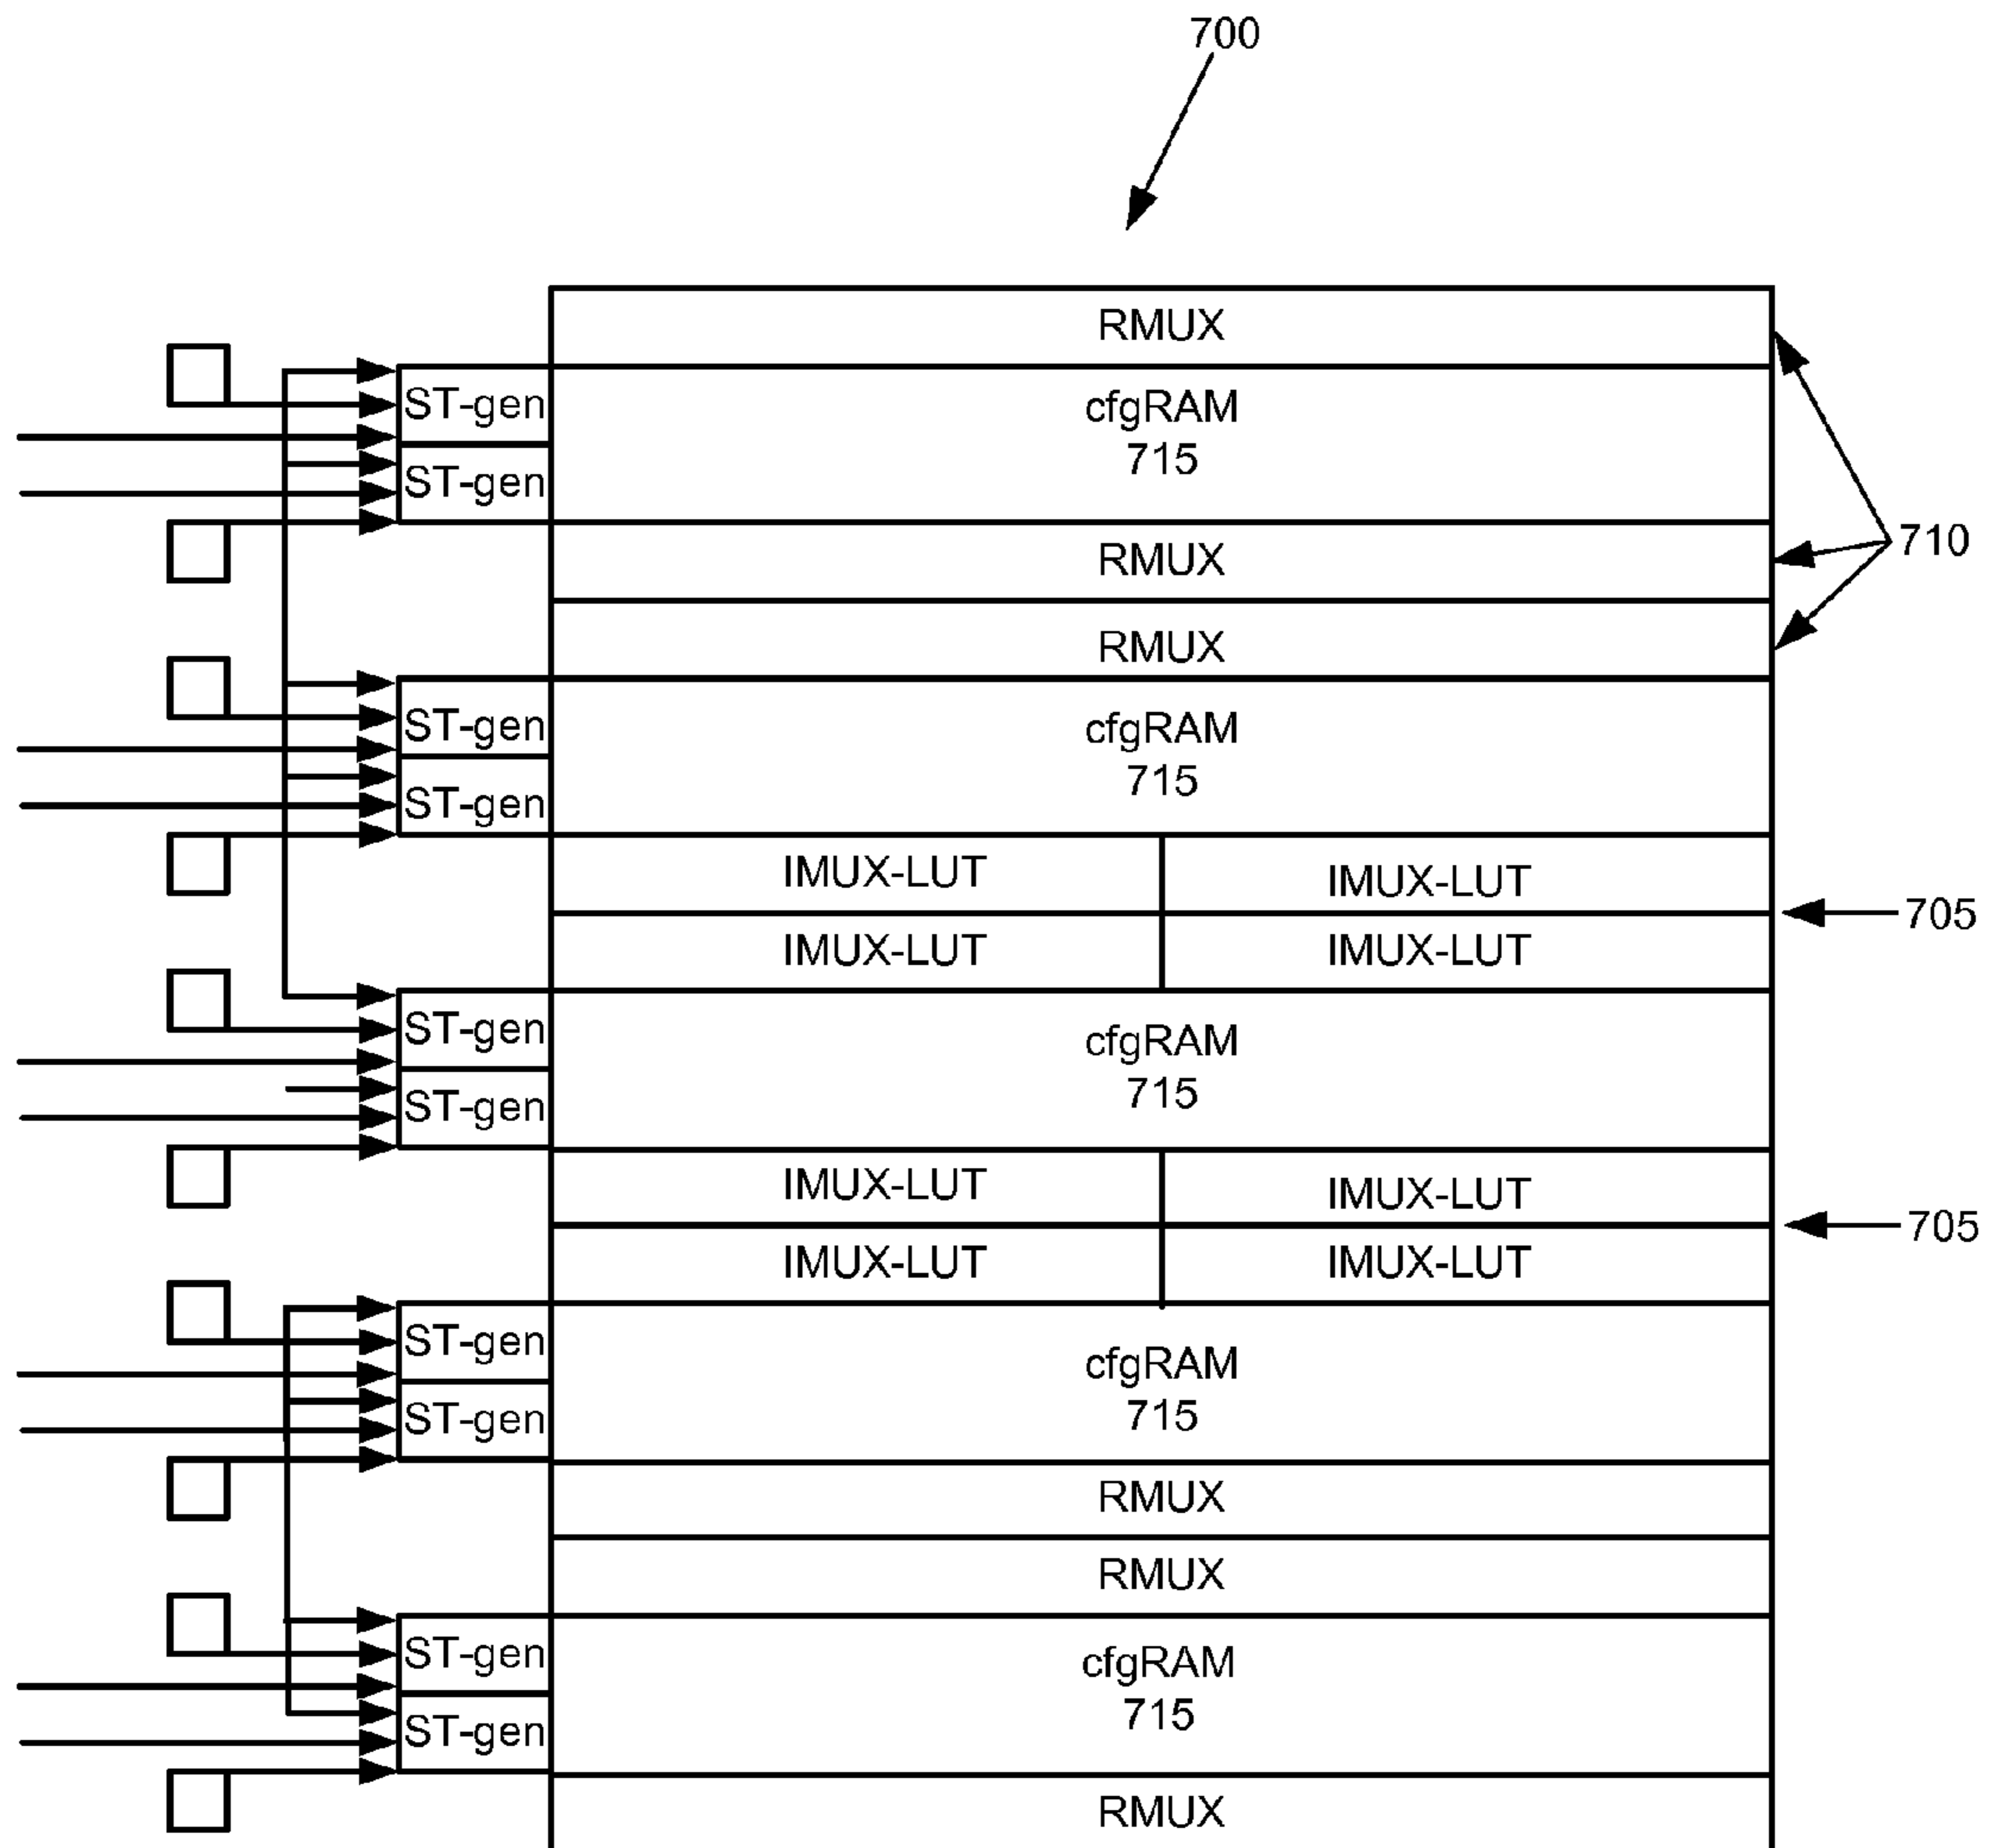 700
RMUX
ST-gen
cfgRAM
715
ST-gen
RMUX
710
RMUX
ST-gen
cfgRAM
715
ST-gen
IMUX-LUT
IMUX-LUT
705
IMUX-LUT
IMUX-LUT
ST-gen
cfgRAM
715
ST-gen
IMUX-LUT
IMUX-LUT
705
IMUX-LUT
IMUX-LUT
ST-gen
cfgRAM
715
ST-gen
RMUX
RMUX
ST-gen
cfgRAM
715
ST-gen
RMUX